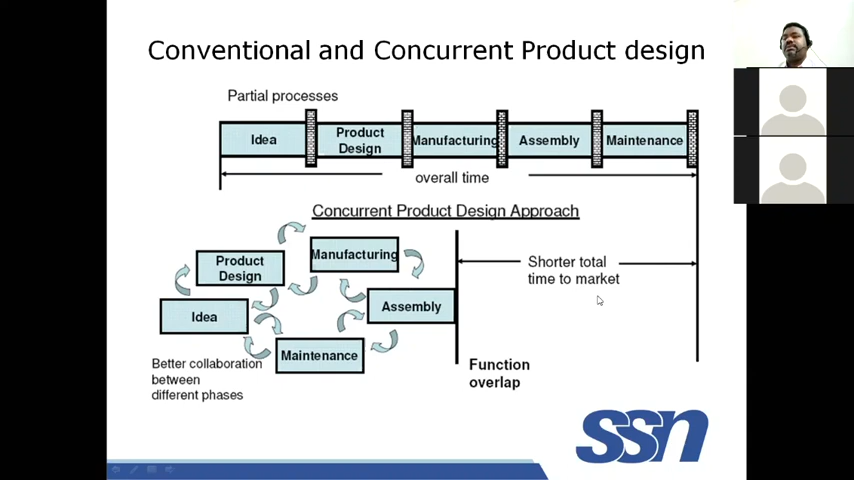 Conventional and Concurrent Product design
Partial processes
Idea
Product
Design
Manufacturing
Assembly
Maintenance
overall time
Concurrent Product Design Approach
Product
Design
Manufacturing
Shorter total
time to market
Idea
Assembly
Maintenance
Better collaboration
between
different phases
Function
overlap
ssn